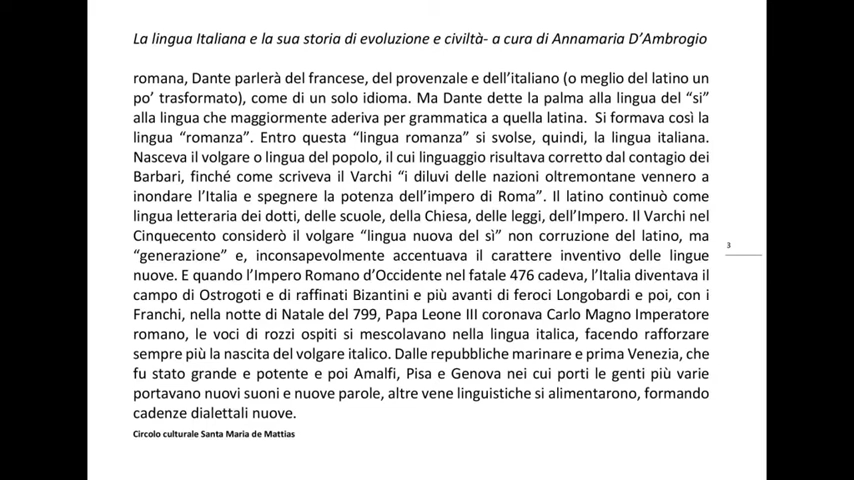 La lingua Italiana e la sua storia di evoluzione e civiltà- a cura di Annamaria D’Ambrogio
romana, Dante parlerà del francese, del provenzale e dell’italiano (o meglio del latino un
po’ trasformato), come di un solo idioma. Ma Dante dette la palma alla lingua del “si”
alla lingua che maggiormente aderiva per grammatica a quella latina. Si formava così la
lingua “romanza”. Entro questa “lingua romanza” si svolse, quindi, la lingua italiana.
Nasceva il volgare o lingua del popolo, il cui linguaggio risultava corretto dal contagio dei
Barbari, finché come scriveva il Varchi “i diluvi delle nazioni oltremontane vennero a
inondare l’Italia e spegnere la potenza dell’impero di Roma”. Il latino continuò come
lingua letteraria dei dotti, delle scuole, della Chiesa, delle leggi, dell’Impero. Il Varchi nel
Cinquecento considerò il volgare “lingua nuova del sì” non corruzione del latino, ma
“generazione” e, inconsapevolmente accentuava il carattere inventivo delle lingue
nuove. E quando l’Impero Romano d’Occidente nel fatale 476 cadeva, l’Italia diventava il
campo di Ostrogoti e di raffinati Bizantini e più avanti di feroci Longobardi e poi, con i
Franchi, nella notte di Natale del 799, Papa Leone III coronava Carlo Magno Imperatore
romano, le voci di rozzi ospiti si mescolavano nella lingua italica, facendo rafforzare
sempre più la nascita del volgare italico. Dalle repubbliche marinare e prima Venezia, che
fu stato grande e potente e poi Amalfi, Pisa e Genova nei cui porti le genti più varie
portavano nuovi suoni e nuove parole, altre vene linguistiche si alimentarono, formando
cadenze dialettali nuove.
3
Circolo culturale Santa Maria de Mattias